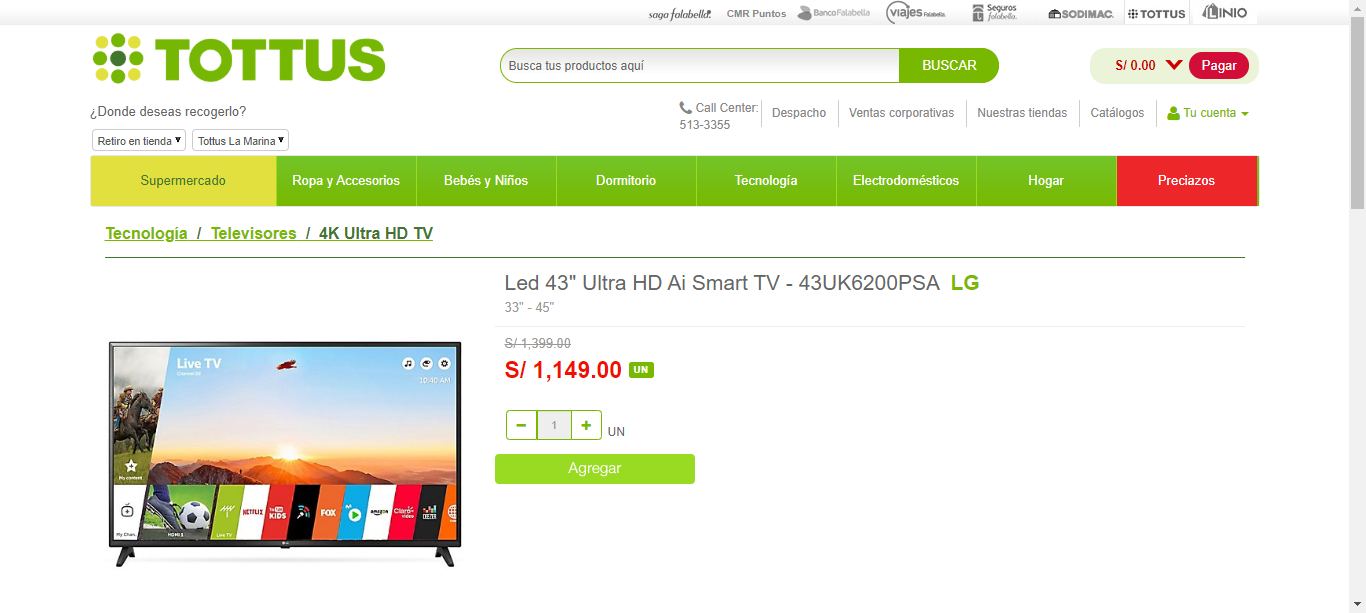 saga falabella. CMR Puntos BancoFalabella viajes Falabella Seguros falabella. SODIMAC. TOTTUS LINIO
TOTTUS
Busca tus productos aquí BUSCAR S/ 0.00 Pagar
¿Donde deseas recogerlo?
Call Center: 513-3355 Despacho Ventas corporativas Nuestras tiendas Catálogos Tu cuenta
Retiro en tienda Tottus La Marina
Supermercado Ropa y Accesorios Bebés y Niños Dormitorio Tecnología Electrodomésticos Hogar Preciazos
Tecnología / Televisores / 4K Ultra HD TV
Led 43" Ultra HD Ai Smart TV - 43UK6200PSA LG
33" - 45"
S/ 1,399.00
S/ 1,149.00 UN
- 1 + UN
Agregar
Live TV
10:40 AM
My content
NETFLIX YouTube KIDS FOX amazon Claro video DEEZER
My Chan. HDMI 1 Live TV
LG